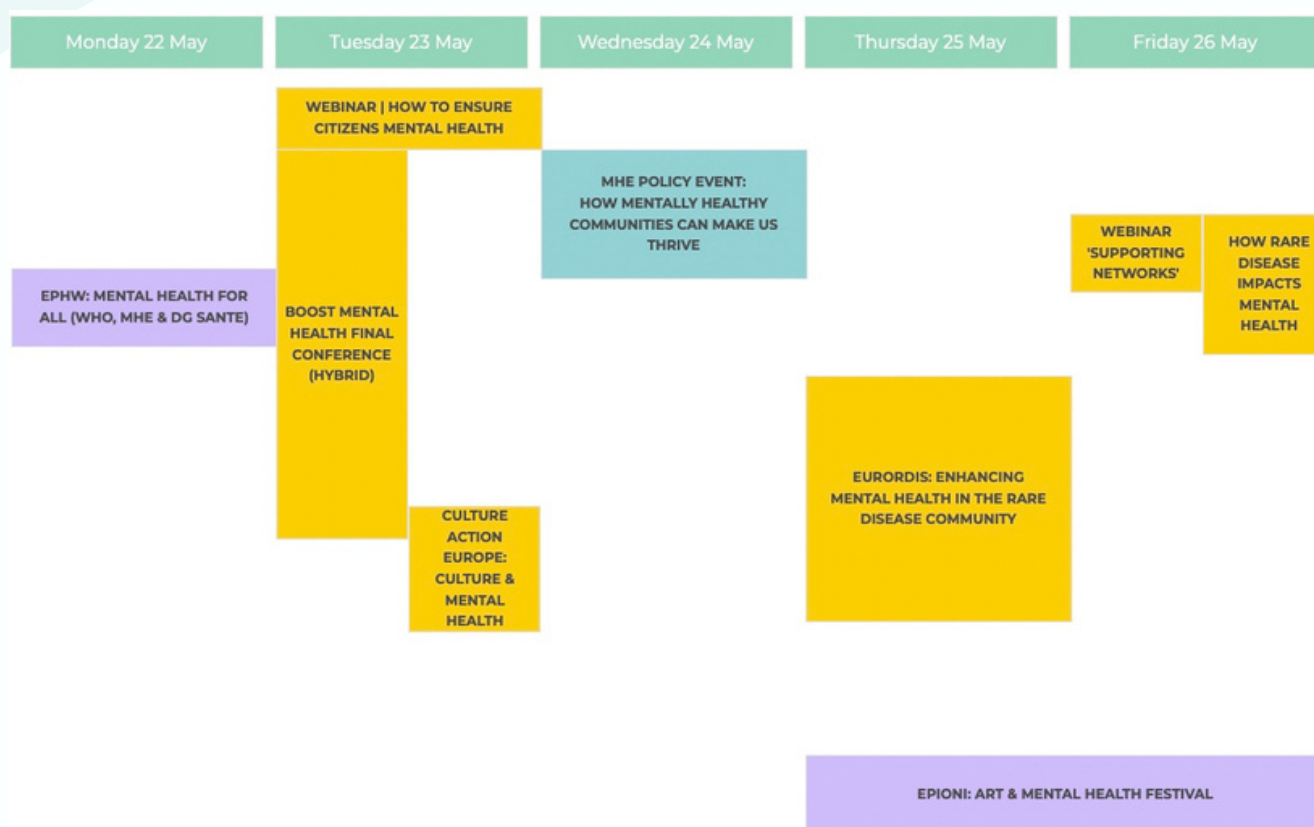 Monday 22 May
Tuesday 23 May
Wednesday 24 May
Thursday 25 May
Friday 26 May
WEBINAR | HOW TO ENSURE
CITIZENS MENTAL HEALTH
MHE POLICY EVENT:
HOW MENTALLY HEALTHY
COMMUNITIES CAN MAKE US
THRIVE
WEBINAR
'SUPPORTING
NETWORKS'
HOW RARE
DISEASE
IMPACTS
MENTAL
HEALTH
EPHW: MENTAL HEALTH FOR
ALL (WHO, MHE & DG SANTE)
BOOST MENTAL
HEALTH FINAL
CONFERENCE
(HYBRID)
EURORDIS: ENHANCING
MENTAL HEALTH IN THE RARE
DISEASE COMMUNITY
CULTURE
ACTION
EUROPE:
CULTURE &
MENTAL
HEALTH
EPIONI: ART & MENTAL HEALTH FESTIVAL